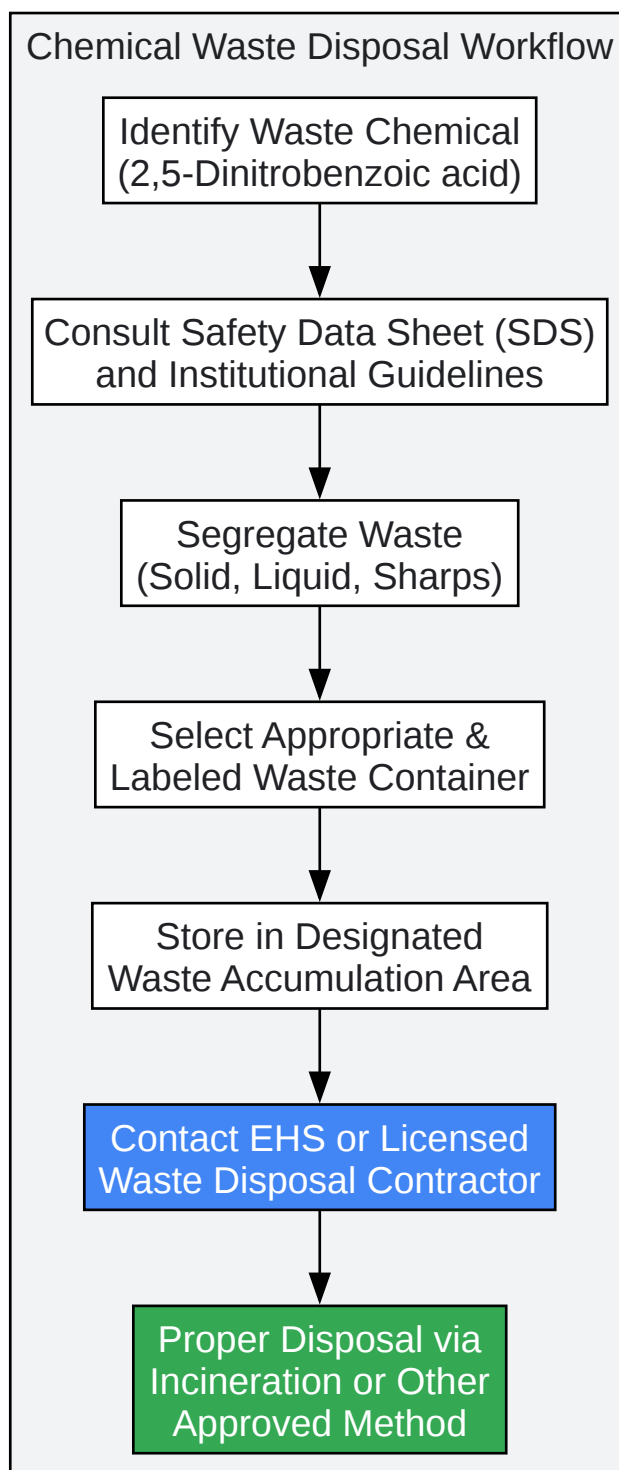 Chemical Waste Disposal Workflow
Identify Waste Chemical
(2,5-Dinitrobenzoic acid)
Consult Safety Data Sheet (SDS)
and Institutional Guidelines
Segregate Waste
(Solid, Liquid, Sharps)
Select Appropriate &
Labeled Waste Container
Store in Designated
Waste Accumulation Area
Contact EHS or Licensed
Waste Disposal Contractor
Proper Disposal via
Incineration or Other
Approved Method